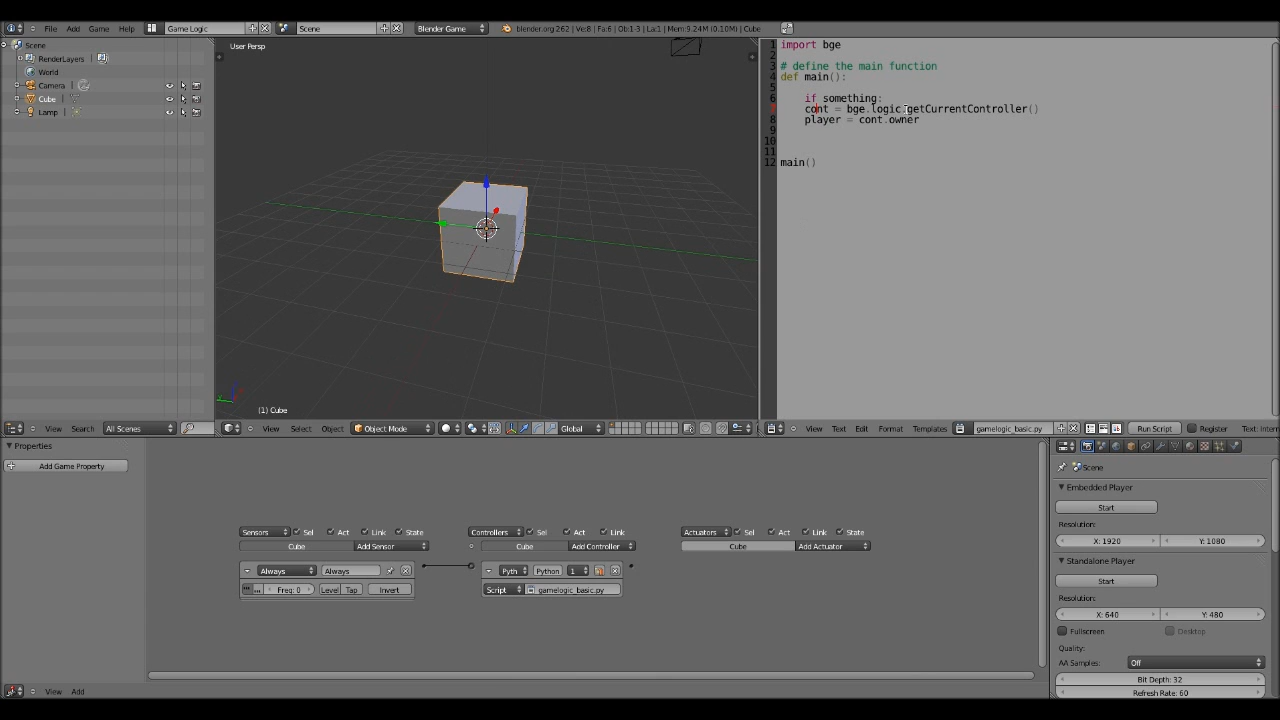 File Add Game Help Game Logic Scene Blender Game blender.org 262 | Ve:8 | Fa:6 | Ob:1-3 | La:1 | Mem:9.24M (0.10M) | Cube
Scene
RenderLayers
World
Camera
Cube
Lamp
User Persp
(1) Cube
1 import bge
2
3 # define the main function
4 def main():
5
6 if something:
7 cont = bge.logic.getCurrentController()
8 player = cont.owner
9
10
11
12 main()
View Search All Scenes
View Select Object Object Mode Global
View Text Edit Format Templates gamelogic_basic.py Run Script Register Text: Intern
Properties
Add Game Property
Sensors Sel Act Link State
Cube Add Sensor
Always Always
Freq: 0 Level Tap Invert
Controllers Sel Act Link
Cube Add Controller
Pyth Python 1
Script gamelogic_basic.py
Actuators Sel Act Link State
Cube Add Actuator
View Add
Scene
Embedded Player
Start
Resolution:
X: 1920 Y: 1080
Standalone Player
Start
Resolution:
X: 640 Y: 480
Fullscreen Desktop
Quality:
AA Samples: Off
Bit Depth: 32
Refresh Rate: 60